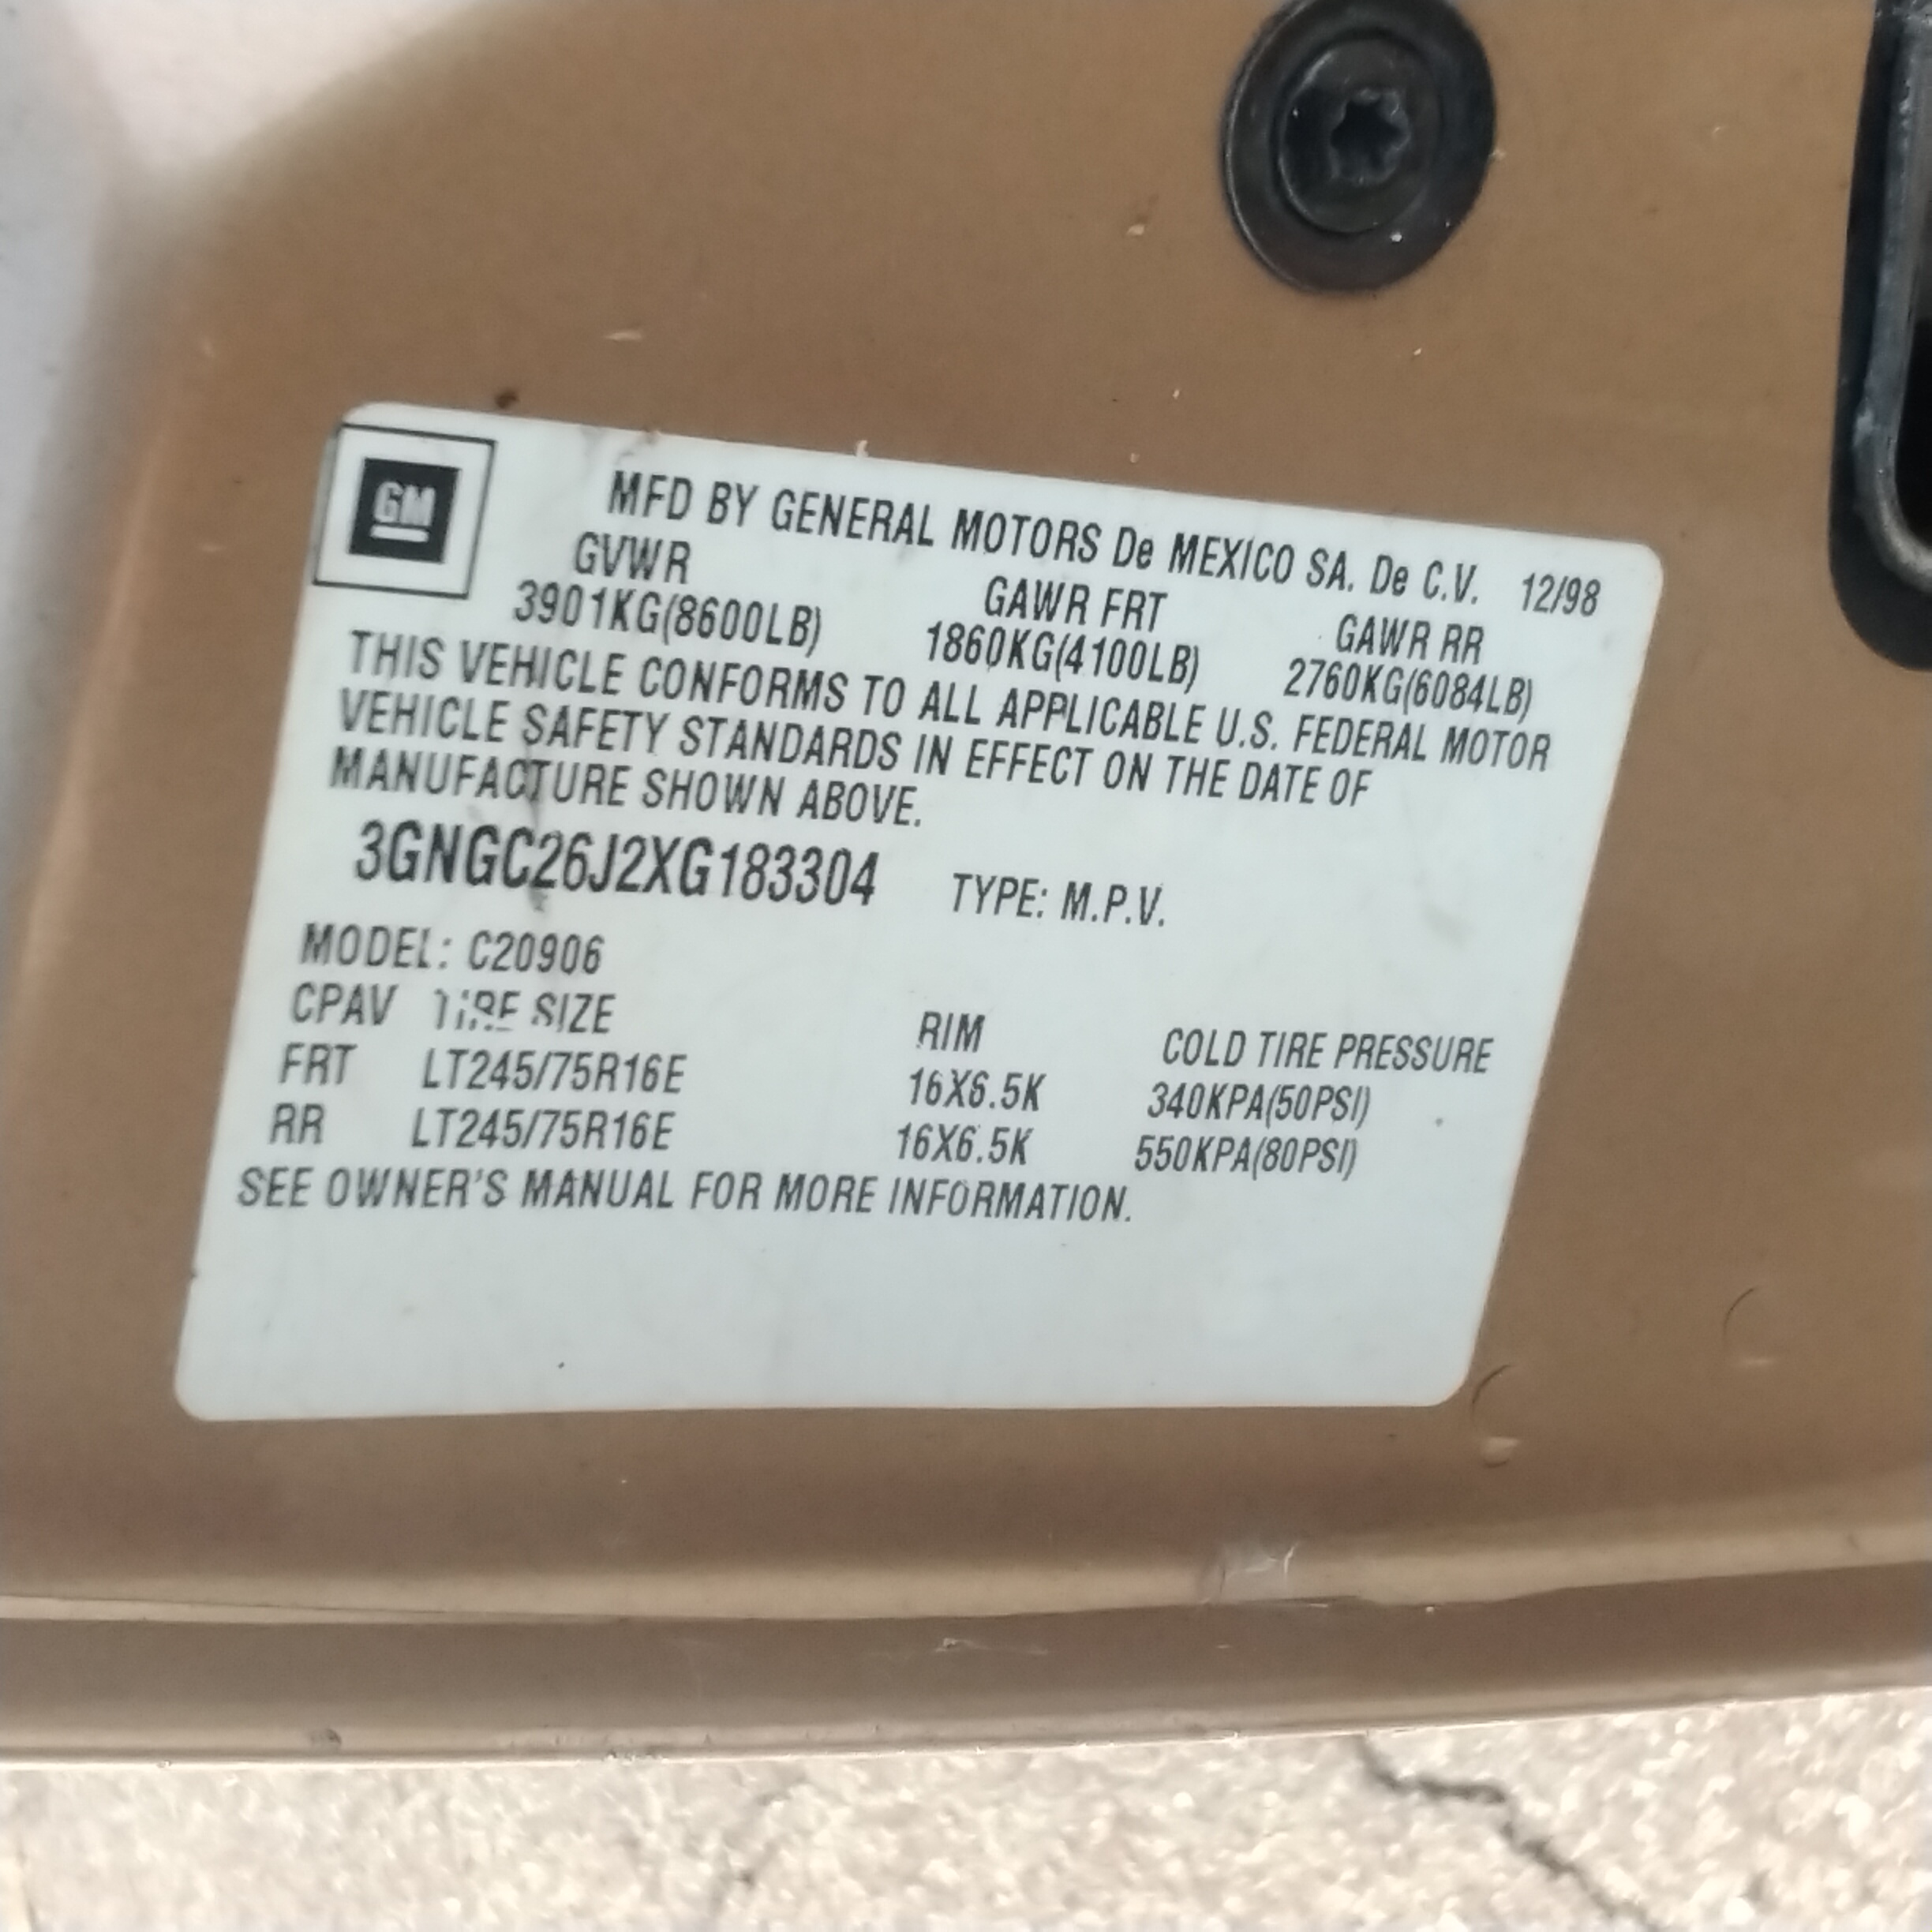 GM
MFD BY GENERAL MOTORS De MEXICO SA. De C.V. 12/98
GVWR GAWR FRT GAWR RR
3901KG(8600LB) 1860KG(4100LB) 2760KG(6084LB)
THIS VEHICLE CONFORMS TO ALL APPLICABLE U.S. FEDERAL MOTOR
VEHICLE SAFETY STANDARDS IN EFFECT ON THE DATE OF
MANUFACTURE SHOWN ABOVE.
3GNGC26J2XG183304 TYPE: M.P.V.
MODEL: C20906
CPAV TIRE SIZE RIM COLD TIRE PRESSURE
FRT LT245/75R16E 16X6.5K 340KPA(50PSI)
RR LT245/75R16E 16X6.5K 550KPA(80PSI)
SEE OWNER'S MANUAL FOR MORE INFORMATION.